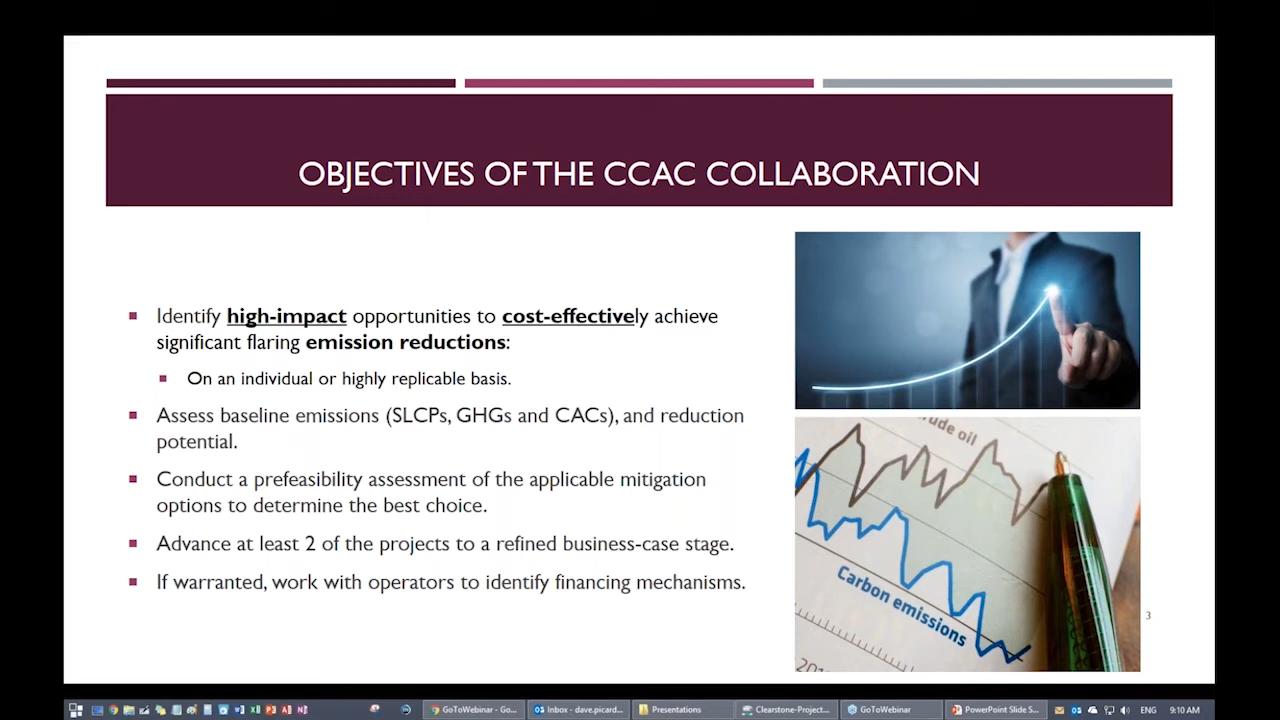 OBJECTIVES OF THE CCAC COLLABORATION
Identify high-impact opportunities to cost-effectively achieve
significant flaring emission reductions:
On an individual or highly replicable basis.
Assess baseline emissions (SLCPs, GHGs and CACs), and reduction
potential.
Conduct a prefeasibility assessment of the applicable mitigation
options to determine the best choice.
Advance at least 2 of the projects to a refined business-case stage.
If warranted, work with operators to identify financing mechanisms.
oil
Carbon emissions
3
GoToWebinar - Go...
Inbox - dave.picard...
Presentations
Clearstone-Project...
GoToWebinar
PowerPoint Slide S...
ENG
9:10 AM